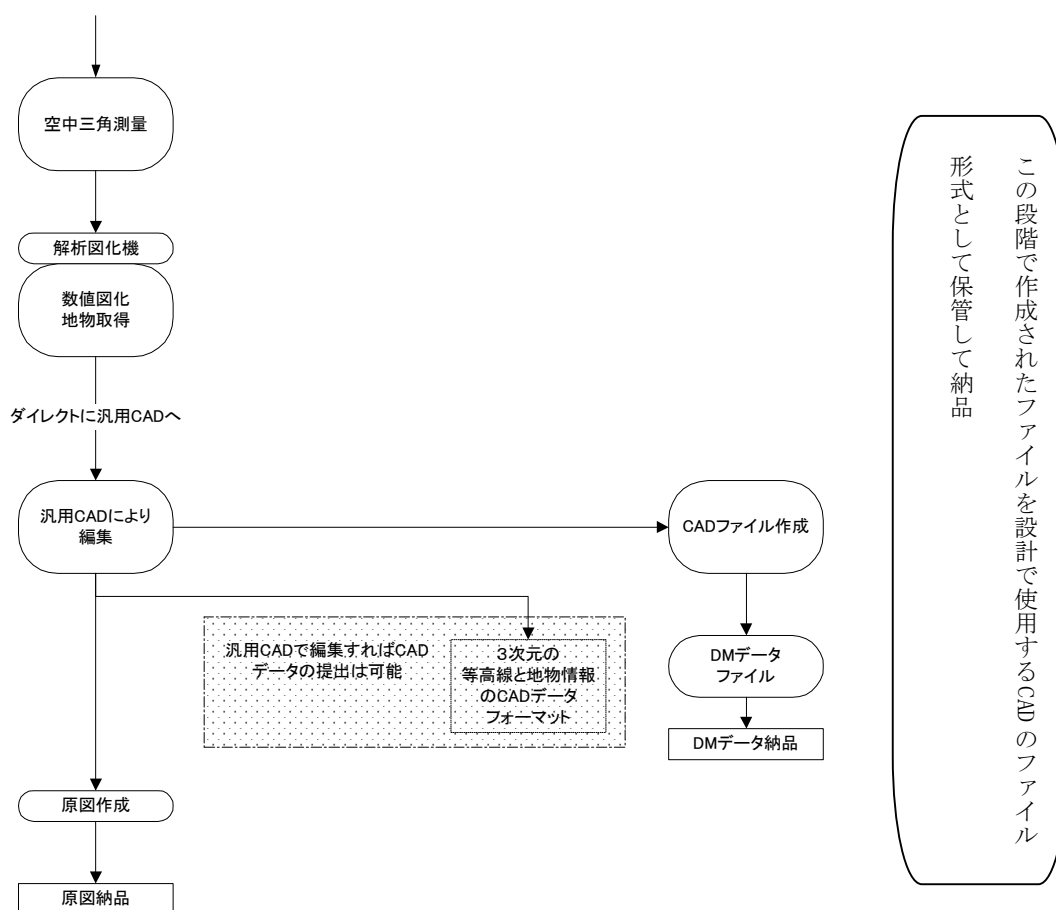 空中三角測量
解析図化機
数値図化
地物取得
ダイレクトに汎用CADへ
汎用CADにより
編集
CADファイル作成
汎用CADで編集すればCAD
データの提出は可能
3次元の
等高線と地物情報
のCADデータ
フォーマット
DMデータ
ファイル
DMデータ納品
原図作成
原図納品
この段階で作成されたファイルを設計で使用するCADのファイル
形式として保管して納品